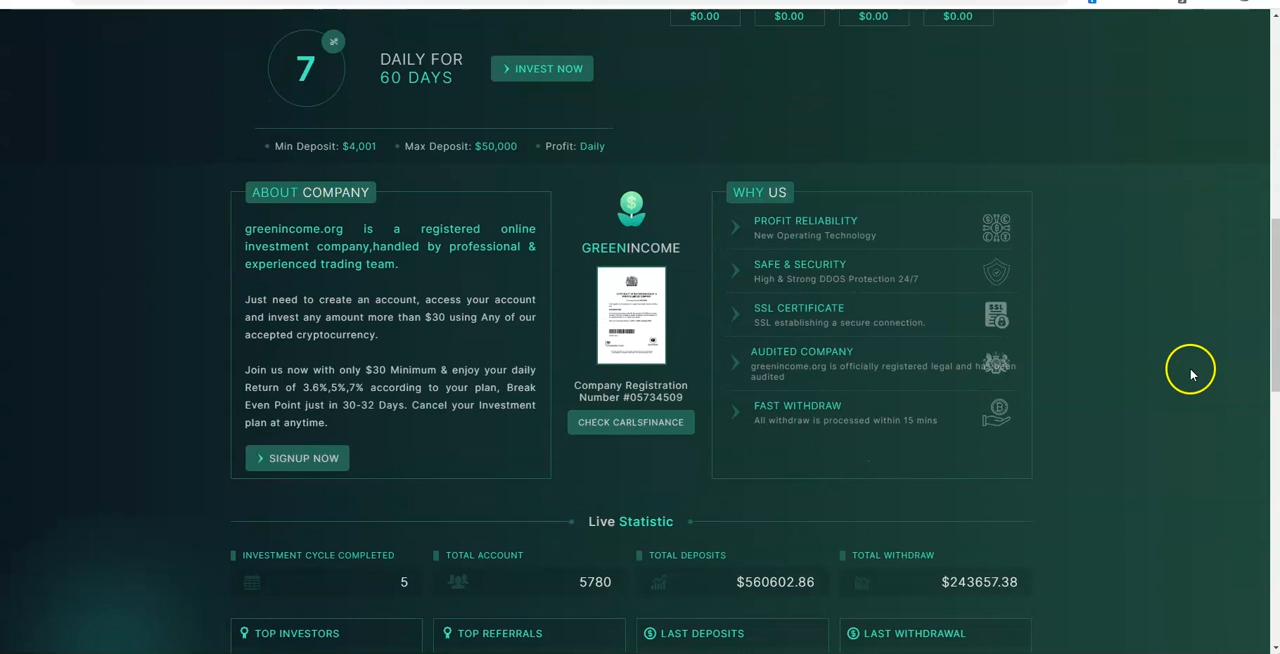 $0.00
$0.00
$0.00
$0.00
7
DAILY FOR
60 DAYS
INVEST NOW
Min Deposit: $4,001
Max Deposit: $50,000
Profit: Daily
ABOUT COMPANY
greenincome.org is a registered online
investment company,handled by professional &
experienced trading team.
Just need to create an account, access your account
and invest any amount more than $30 using Any of our
accepted cryptocurrency.
Join us now with only $30 Minimum & enjoy your daily
Return of 3.6%,5%,7% according to your plan, Break
Even Point just in 30-32 Days. Cancel your Investment
plan at anytime.
SIGNUP NOW
GREENINCOME
Company Registration
Number #05734509
CHECK CARLSFINANCE
WHY US
PROFIT RELIABILITY
New Operating Technology
SAFE & SECURITY
High & Strong DDOS Protection 24/7
SSL CERTIFICATE
SSL establishing a secure connection.
SSL
AUDITED COMPANY
greenincome.org is officially registered legal and has been
audited
FAST WITHDRAW
All withdraw is processed within 15 mins
Live Statistic
INVESTMENT CYCLE COMPLETED
5
TOTAL ACCOUNT
5780
TOTAL DEPOSITS
$560602.86
TOTAL WITHDRAW
$243657.38
TOP INVESTORS
TOP REFERRALS
LAST DEPOSITS
LAST WITHDRAWAL